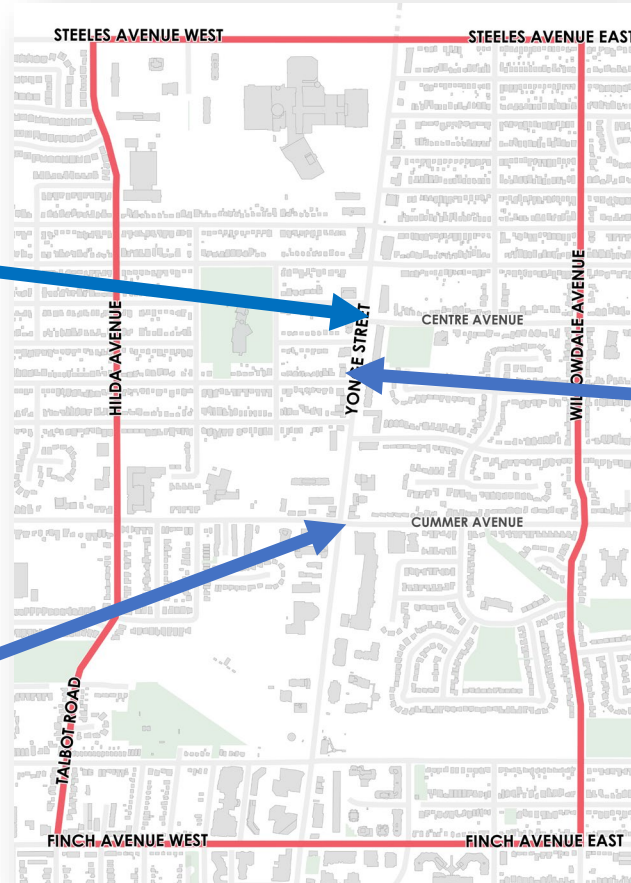 STEELES AVENUE WEST
STEELES AVENUE EAST
HILDA AVENUE
YONGE STREET
CENTRE AVENUE
WILLOWDALE AVENUE
CUMMER AVENUE
TALBOT ROAD
FINCH AVENUE WEST
FINCH AVENUE EAST